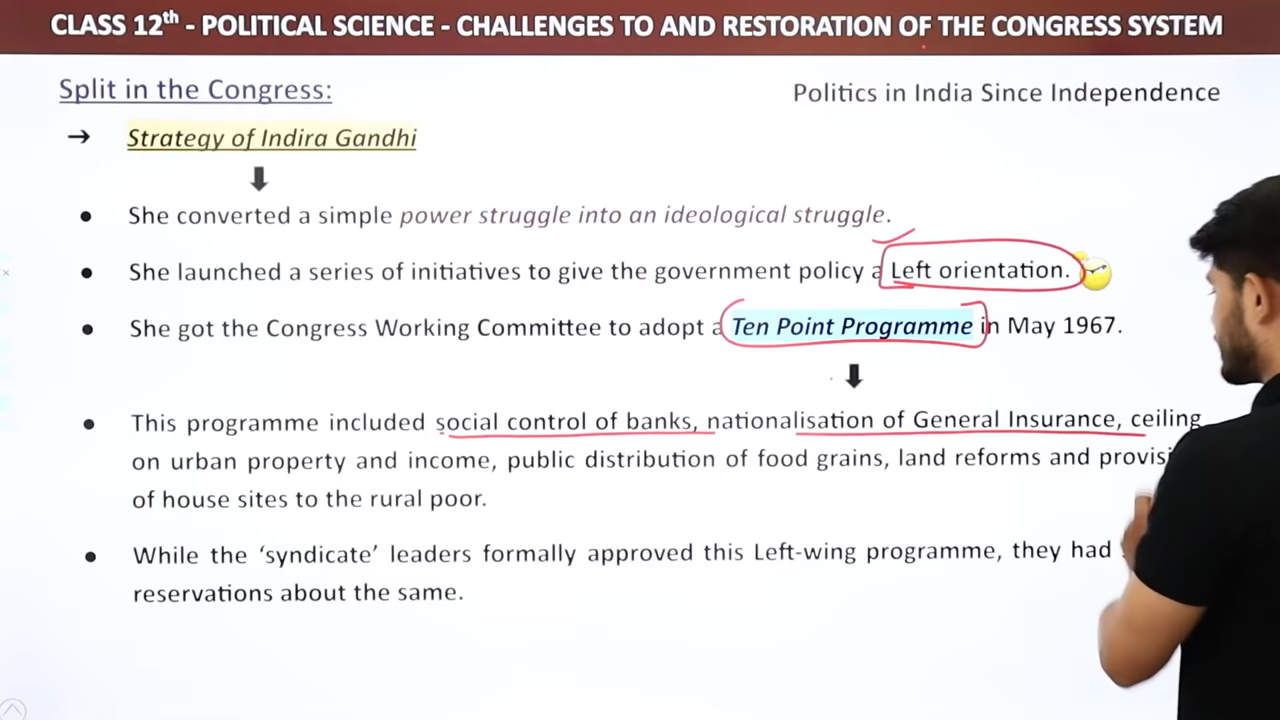 CLASS 12th - POLITICAL SCIENCE - CHALLENGES TO AND RESTORATION OF THE CONGRESS SYSTEM
Split in the Congress:
Politics in India Since Independence
→ Strategy of Indira Gandhi
● She converted a simple power struggle into an ideological struggle.
● She launched a series of initiatives to give the government policy a Left orientation.
● She got the Congress Working Committee to adopt a Ten Point Programme in May 1967.
● This programme included social control of banks, nationalisation of General Insurance, ceiling
on urban property and income, public distribution of food grains, land reforms and
of house sites to the rural poor.
● While the ‘syndicate’ leaders formally approved this Left-wing programme, they had
reservations about the same.